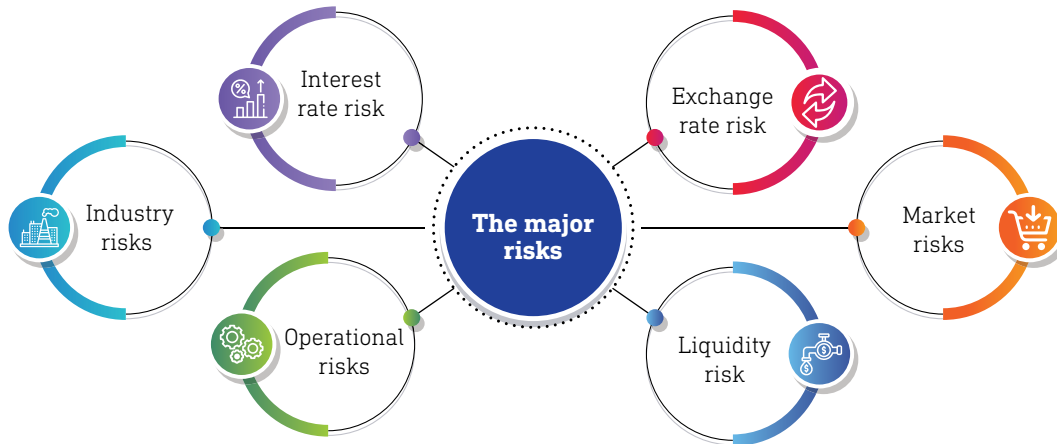 Interest
rate risk
Exchange
rate risk
Industry
risks
The major
risks
Market
risks
Operational
risks
Liquidity
risk
%
$
$